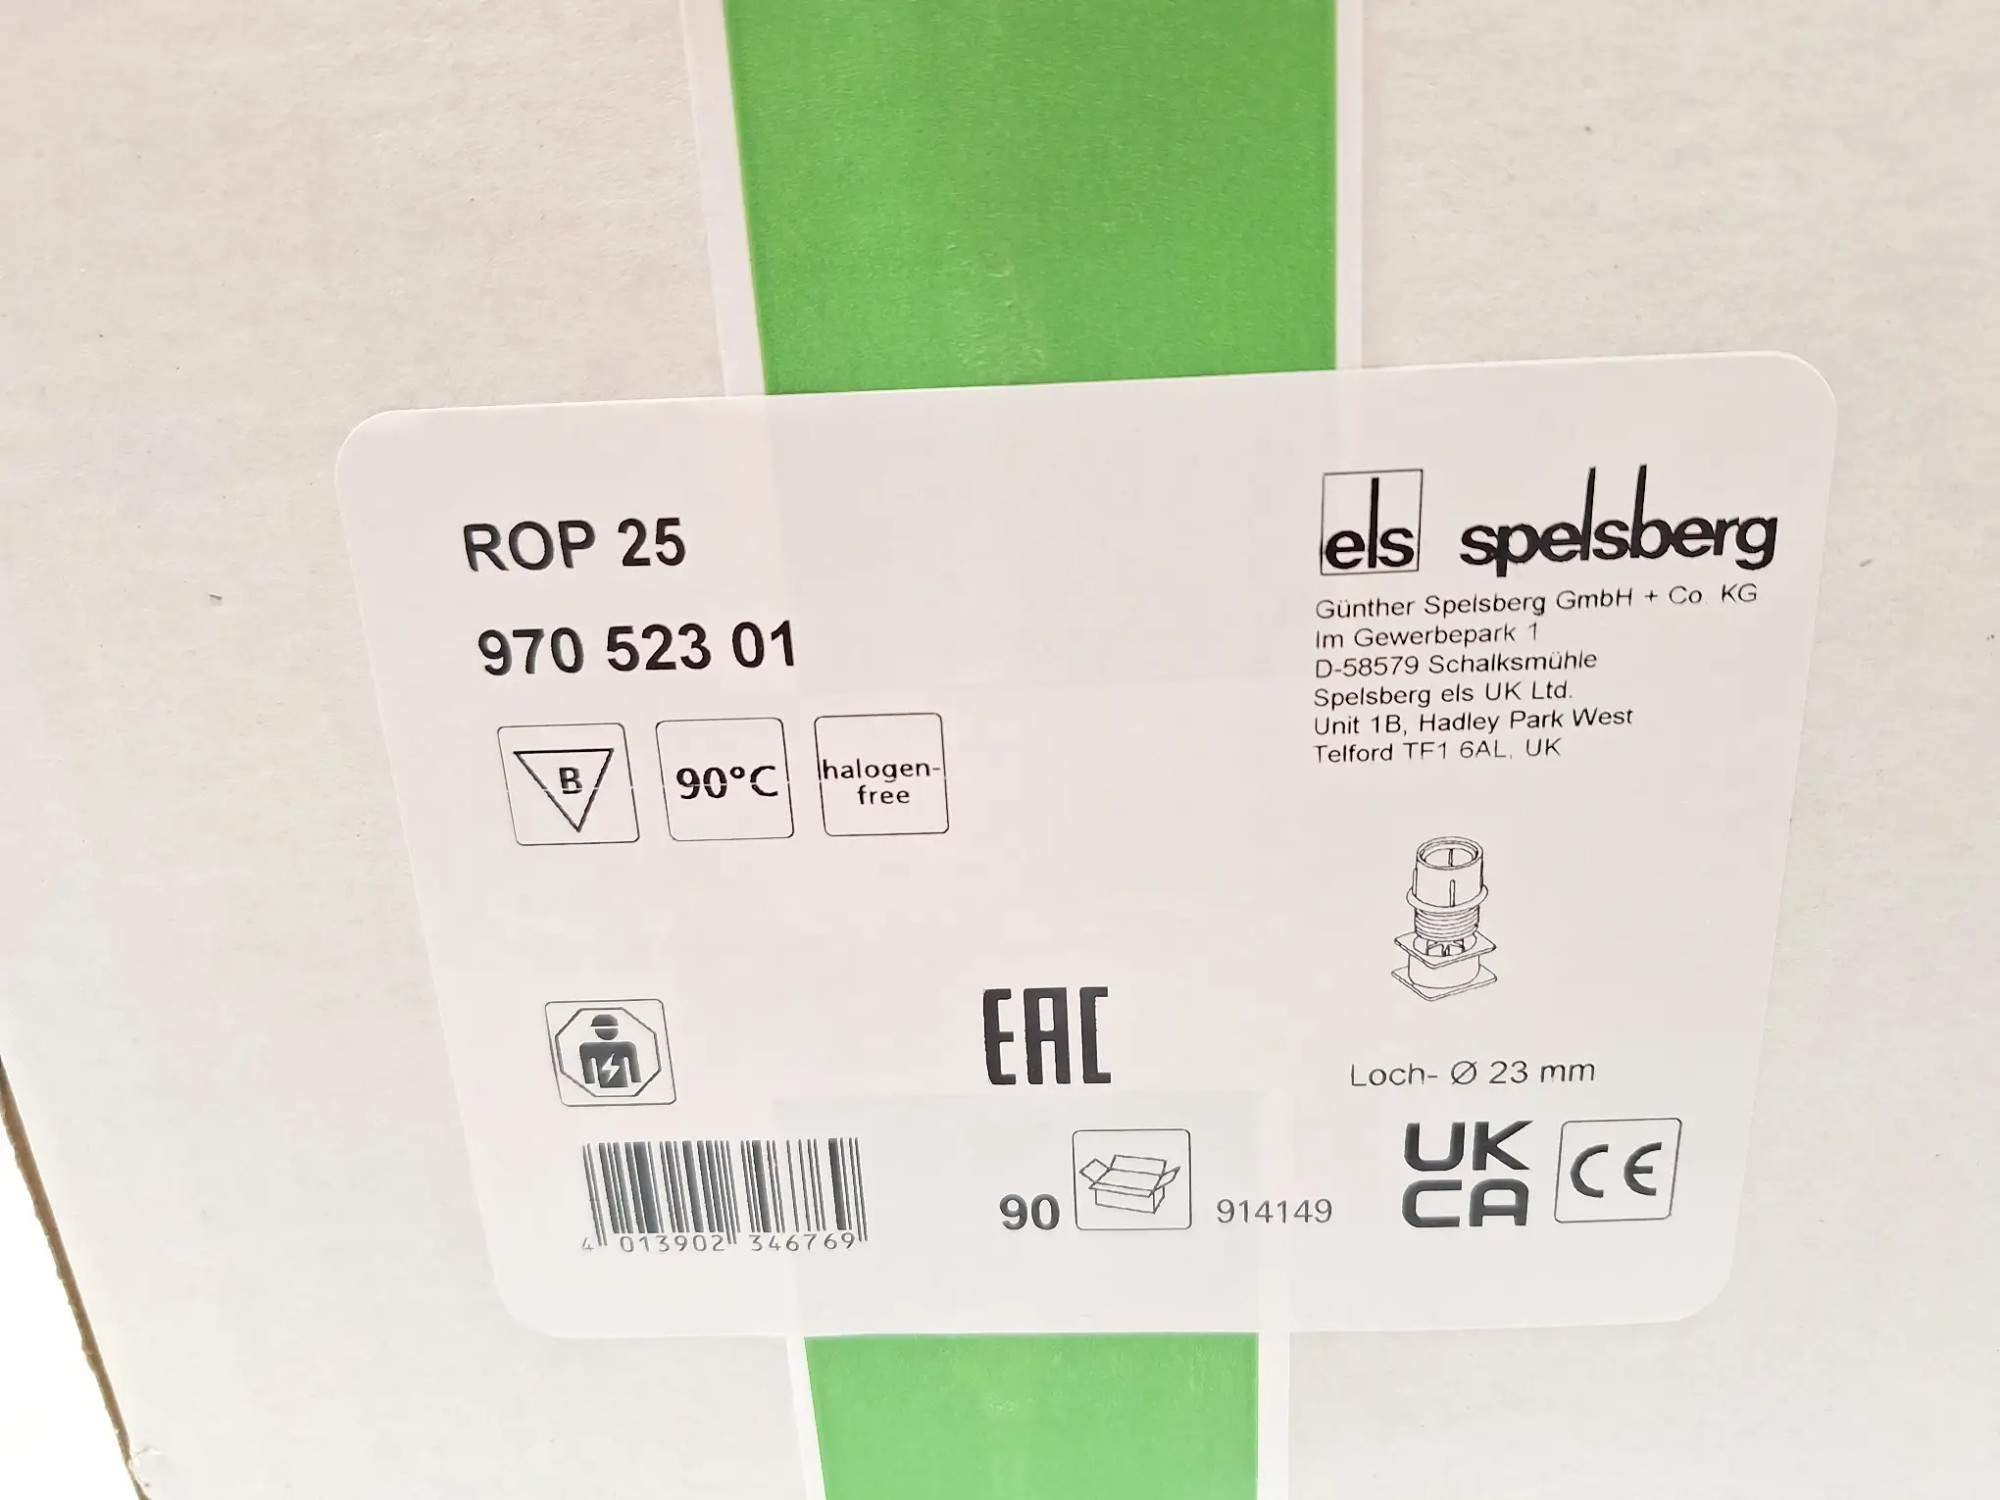 ROP 25
970 523 01
B
90°C
halogen-
free
els spelsberg
Günther Spelsberg GmbH + Co. KG
Im Gewerbepark 1
D-58579 Schalksmühle
Spelsberg els UK Ltd.
Unit 1B, Hadley Park West
Telford TF1 6AL, UK
Loch- Ø 23 mm
EAC
4 013902 346769
90
914149
UK
CA
CE